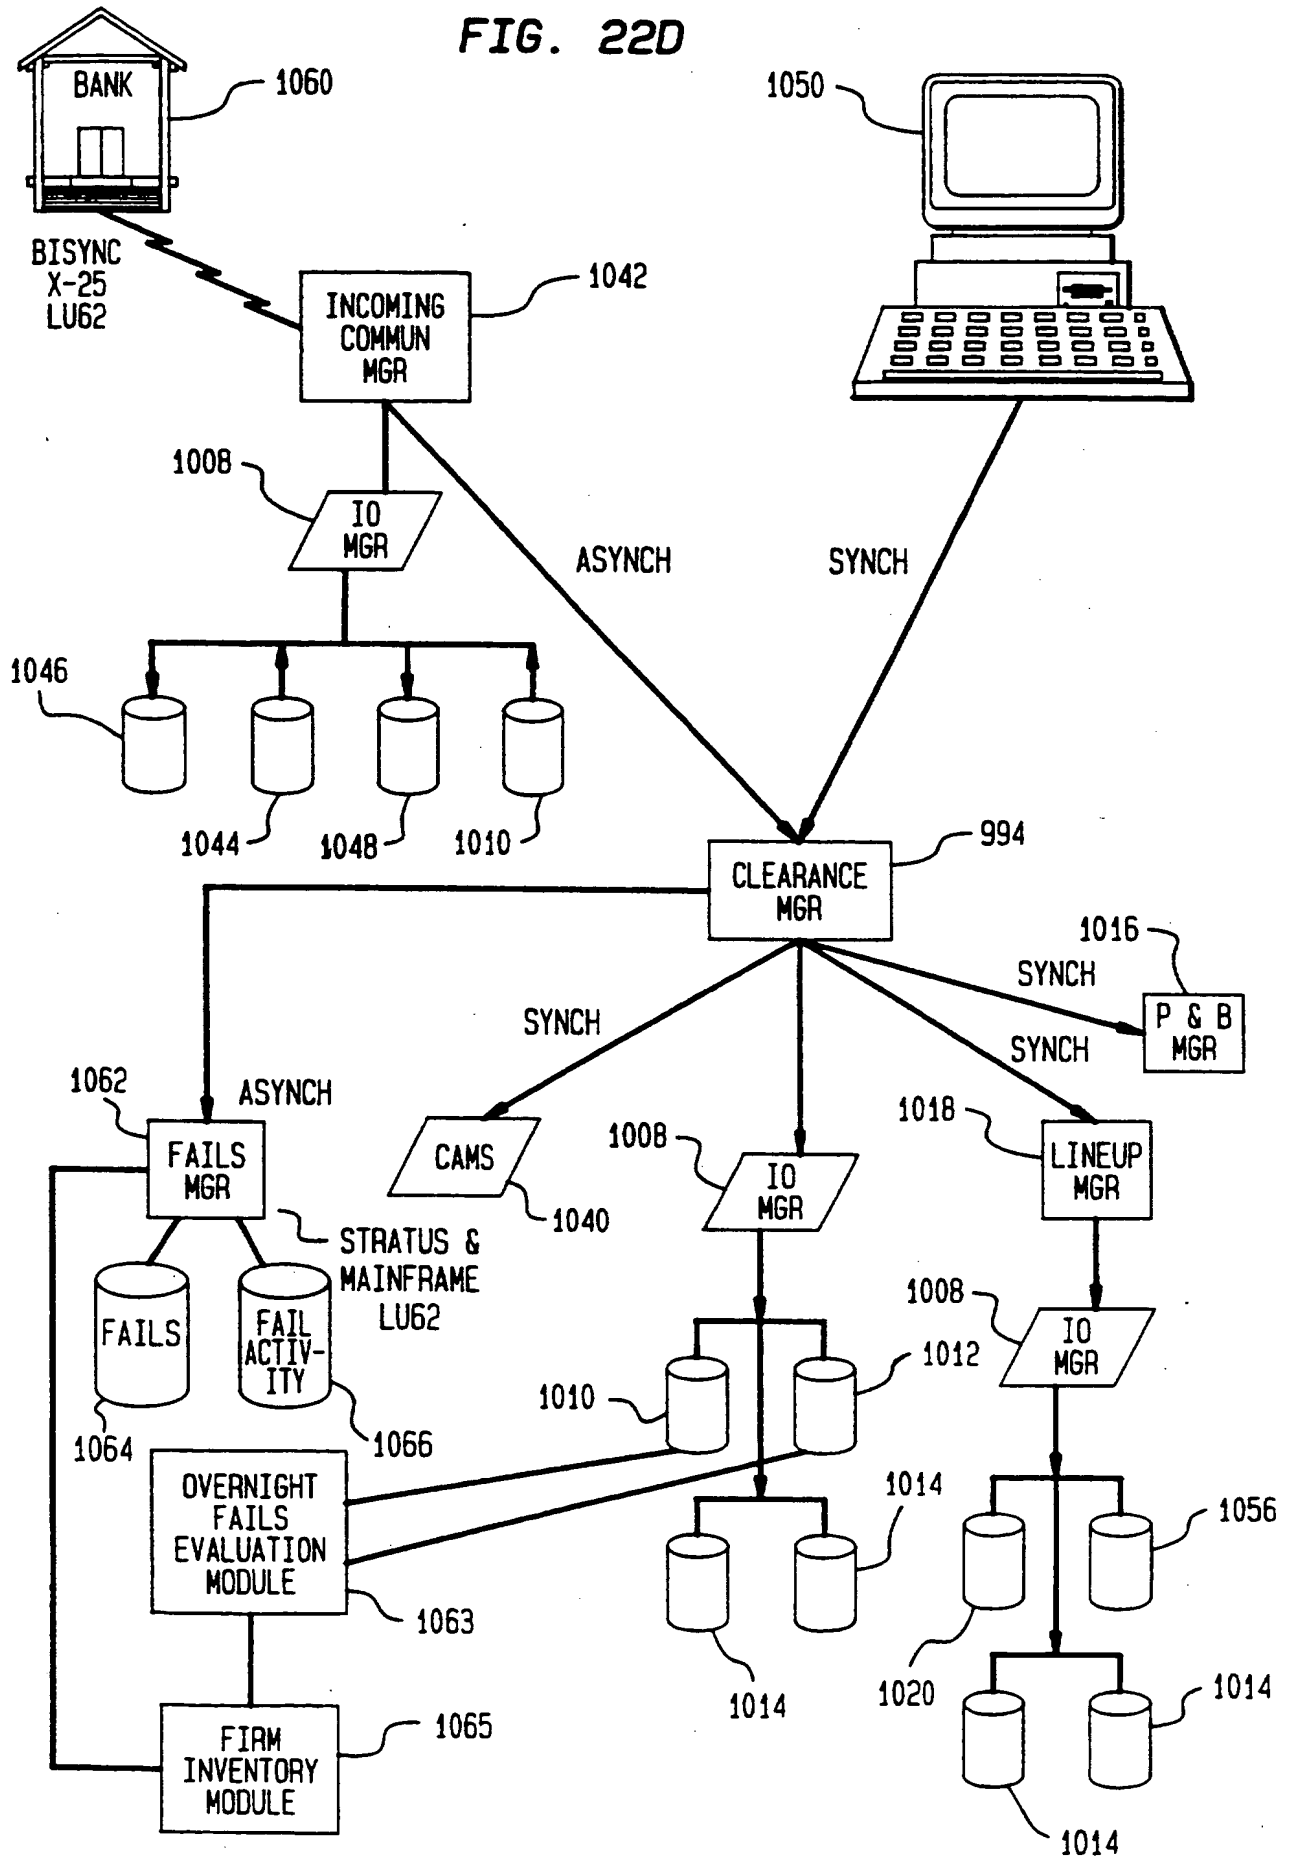 FIG. 22D
BANK
1060
1050
BISYNC
X-25
LU62
INCOMING
COMMUN
MGR
1042
1008
IO
MGR
ASYNCH
SYNCH
1046
1044
1048
1010
994
CLEARANCE
MGR
1016
SYNCH
P & B
MGR
SYNCH
SYNCH
1062
ASYNCH
FAILS
MGR
CAMS
1040
1008
IO
MGR
1018
LINEUP
MGR
STRATUS &
MAINFRAME
LU62
FAILS
FAIL
ACTIV-
ITY
1064
1066
1010
1012
1008
IO
MGR
OVERNIGHT
FAILS
EVALUATION
MODULE
1063
1014
1014
1056
1020
1014
1014
FIRM
INVENTORY
MODULE
1065